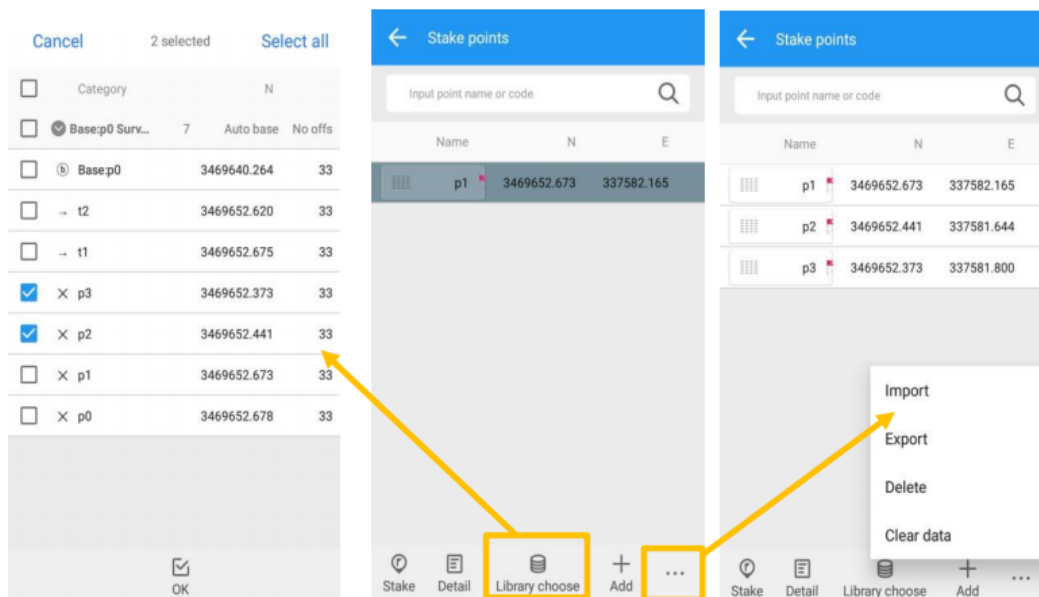 Cancel 2 selected Select all
Category N
Base:p0 Surv... 7 Auto base No offs
b Base:p0 3469640.264 33
→ t2 3469652.620 33
→ t1 3469652.675 33
× p3 3469652.373 33
× p2 3469652.441 33
× p1 3469652.673 33
× p0 3469652.678 33
OK
Stake points
Input point name or code
Name N E
p1 3469652.673 337582.165
Stake Detail Library choose Add ...
Stake points
Input point name or code
Name N E
p1 3469652.673 337582.165
p2 3469652.441 337581.644
p3 3469652.373 337581.800
Import
Export
Delete
Clear data
Stake Detail Library choose Add ...